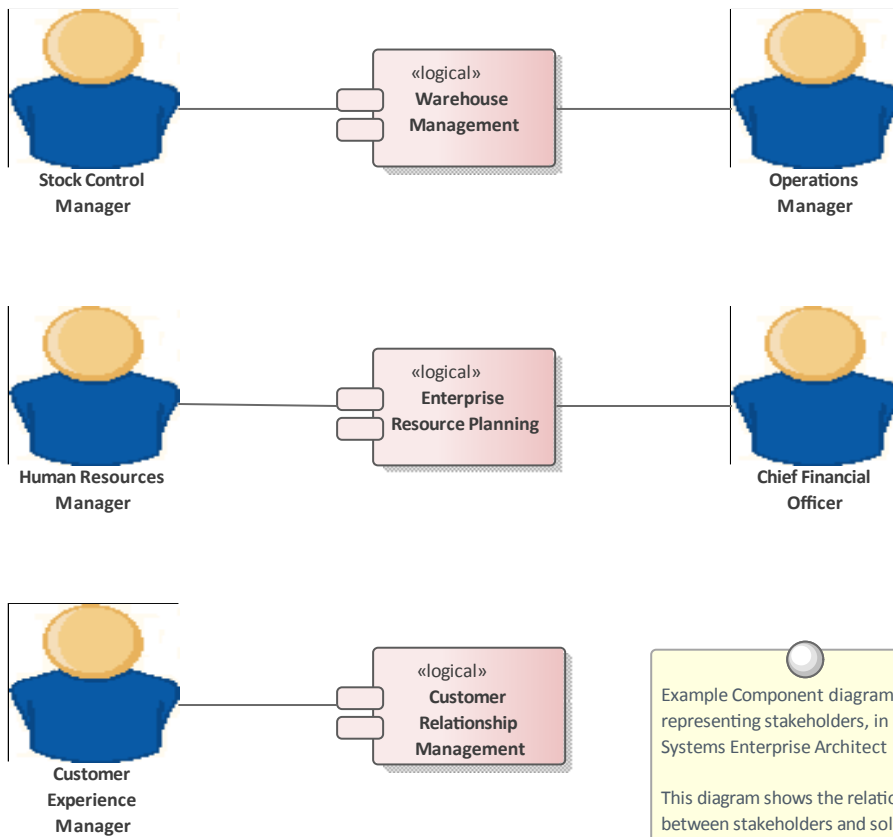 «logical»
Warehouse
Management
Stock Control
Manager
Operations
Manager
«logical»
Enterprise
Resource Planning
Human Resources
Manager
Chief Financial
Officer
«logical»
Customer
Relationship
Management
Customer
Experience
Manager
Example Component diagram
representing stakeholders, in
Systems Enterprise Architect
This diagram shows the
between stakeholders and